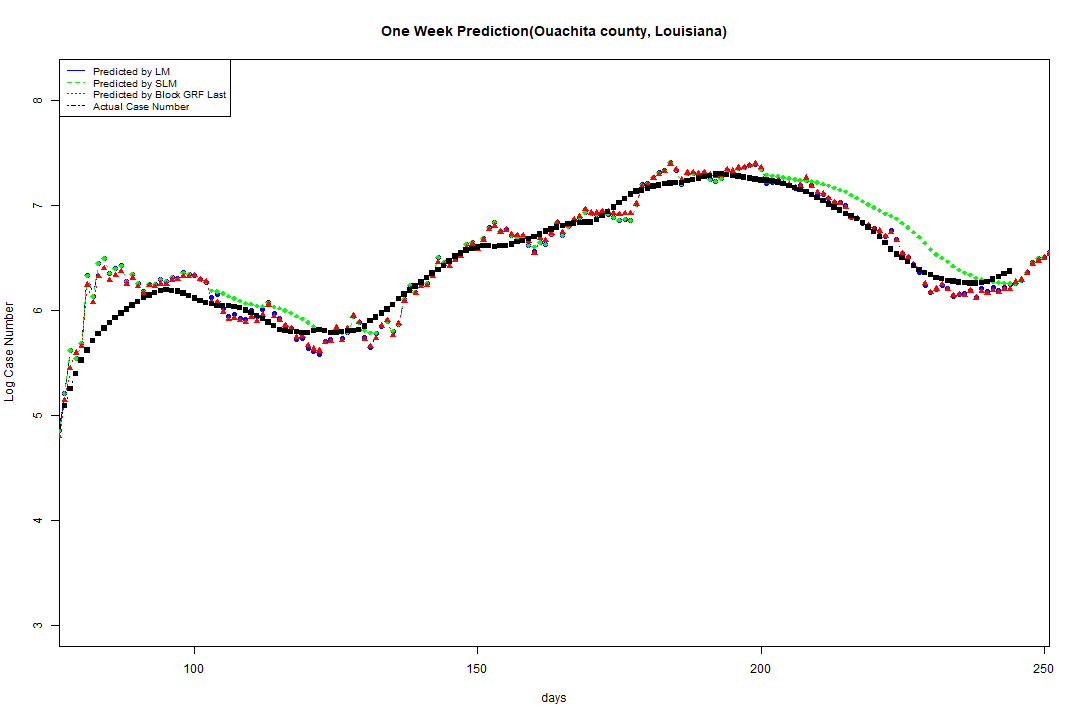 One Week Prediction(Ouachita county, Louisiana)
Predicted by LM
Predicted by SLM
Predicted by Block GRF Last
Actual Case Number
8
7
6
5
4
3
Log Case Number
100
150
200
250
days